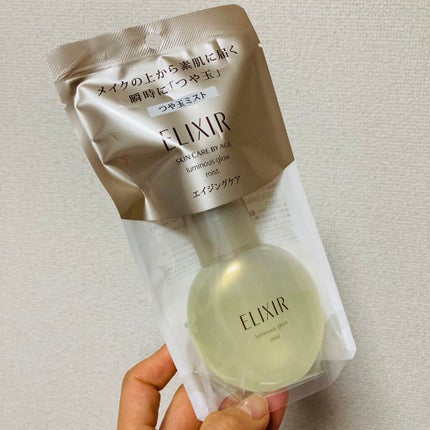 メイクの上から素肌に届く
瞬時に「つや玉」
つや玉ミスト
ELIXIR
SKIN CARE BY AGE
luminous glow
mist
エイジングケア
ELIXIR
luminous glow
mist